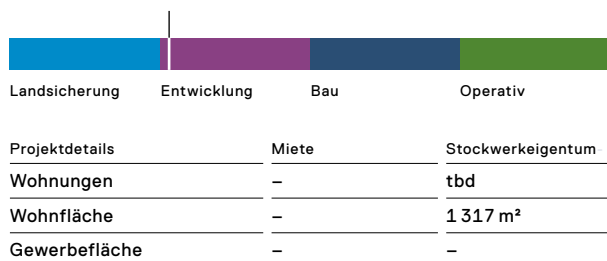 Landsicherung Entwicklung Bau Operativ
Projektdetails Miete Stockwerkeigentum
Wohnungen – tbd
Wohnfläche – 1 317 m²
Gewerbefläche – –